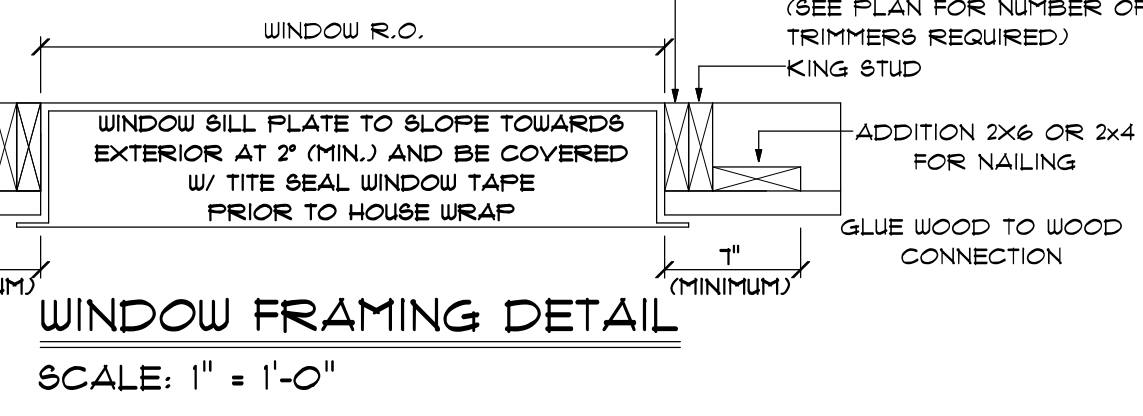 WINDOW R.O.
(SEE PLAN FOR NUMBER OF
TRIMMERS REQUIRED)
KING STUD
WINDOW SILL PLATE TO SLOPE TOWARDS
EXTERIOR AT 2° (MIN.) AND BE COVERED
W/ TITE SEAL WINDOW TAPE
PRIOR TO HOUSE WRAP
ADDITION 2X6 OR 2x4
FOR NAILING
GLUE WOOD TO WOOD
CONNECTION
7"
(MINIMUM)
UM)
WINDOW FRAMING DETAIL
SCALE: 1" = 1'-0"